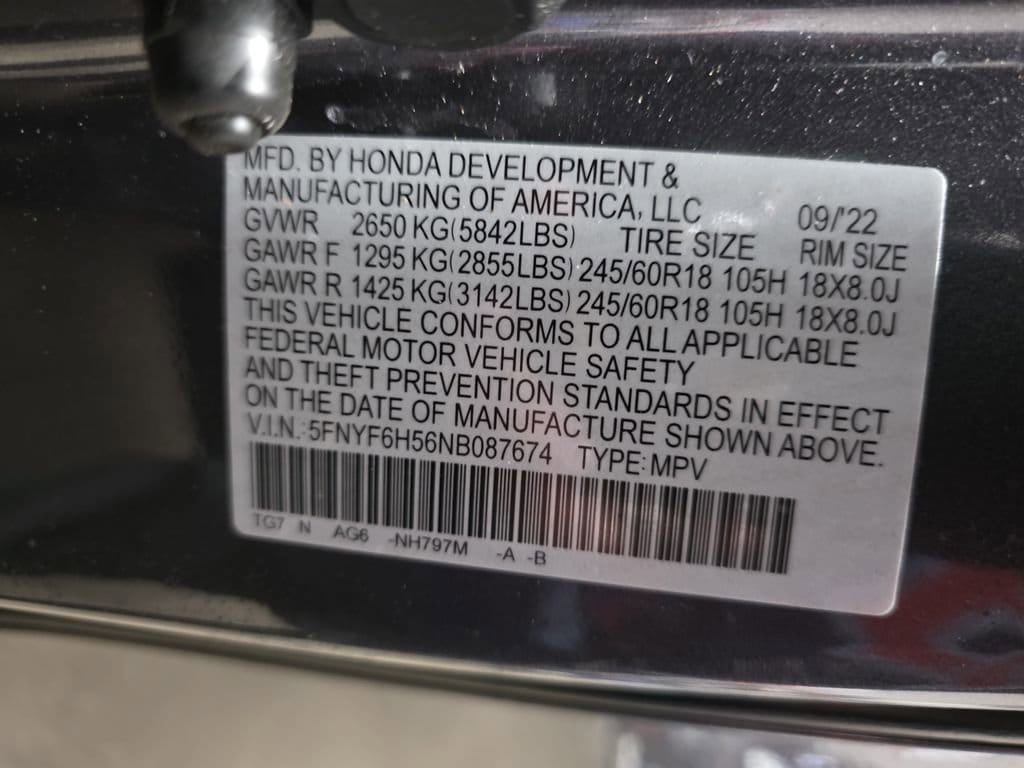 MFD. BY HONDA DEVELOPMENT &
MANUFACTURING OF AMERICA, LLC 09/'22
GVWR 2650 KG(5842LBS) TIRE SIZE RIM SIZE
GAWR F 1295 KG(2855LBS) 245/60R18 105H 18X8.0J
GAWR R 1425 KG(3142LBS) 245/60R18 105H 18X8.0J
THIS VEHICLE CONFORMS TO ALL APPLICABLE
FEDERAL MOTOR VEHICLE SAFETY
AND THEFT PREVENTION STANDARDS IN EFFECT
ON THE DATE OF MANUFACTURE SHOWN ABOVE.
V.I.N.: 5FNYF6H56NB087674 TYPE: MPV
TG7 N AG6 -NH797M -A -B